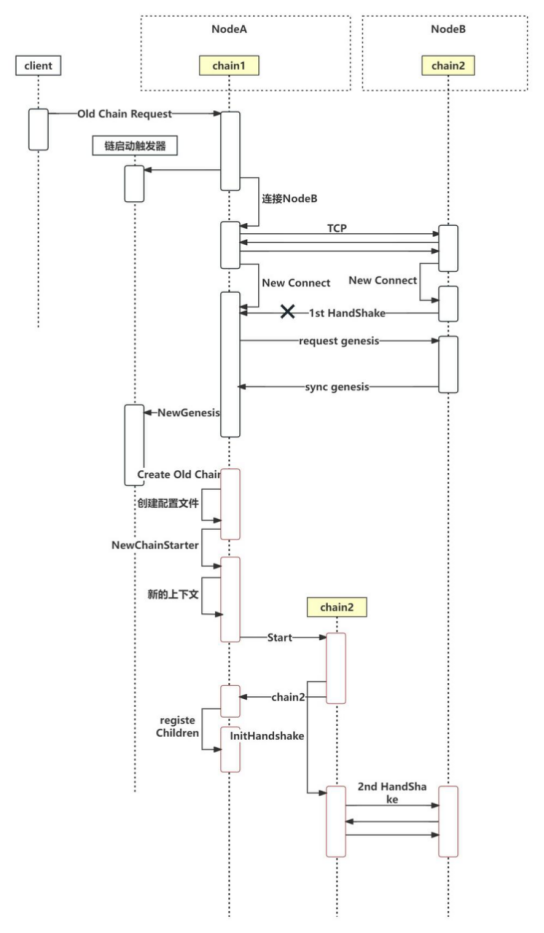 NodeA
NodeB
client
chain1
chain2
Old Chain Request
链启动触发器
连接NodeB
TCP
New Connect
New Connect
1st HandShake
request genesis
sync genesis
NewGenesis
Create Old Chain
创建配置文件
NewChainStarter
新的上下文
chain2
Start
chain2
registe
Children
InitHandshake
2nd HandSha
ke